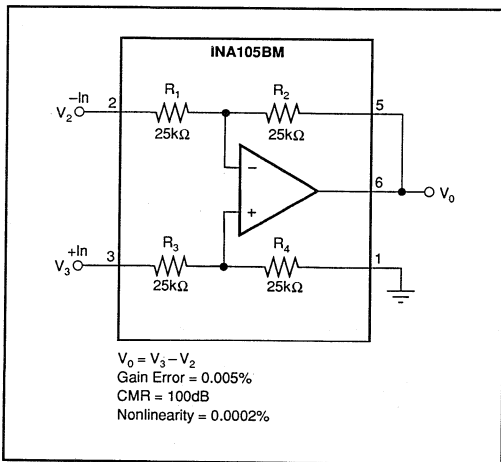 INA105BM
–In
V2 2 R1 R2 5
25kΩ 25kΩ
–
6 V0
+
+In
V3 3 R3 R4 1
25kΩ 25kΩ
V0 = V3 – V2
Gain Error = 0.005%
CMR = 100dB
Nonlinearity = 0.0002%